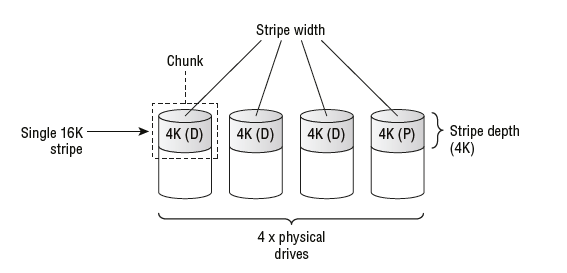 Stripe width
Chunk
Single 16K
stripe
4K (D)
4K (D)
4K (D)
4K (P)
Stripe depth
(4K)
4 x physical
drives